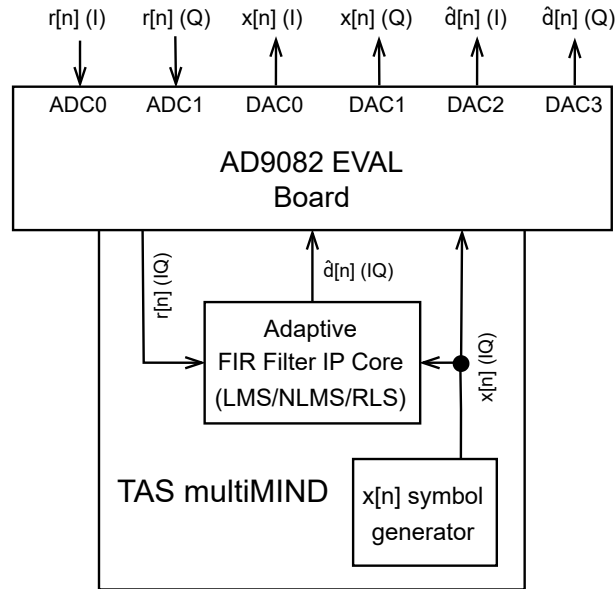 r[n] (I) r[n] (Q) x[n] (I) x[n] (Q) d̂[n] (I) d̂[n] (Q)
ADC0 ADC1 DAC0 DAC1 DAC2 DAC3
AD9082 EVAL
Board
r[n] (IQ)
d̂[n] (IQ)
x[n] (IQ)
Adaptive
FIR Filter IP Core
(LMS/NLMS/RLS)
TAS multiMIND
x[n] symbol
generator